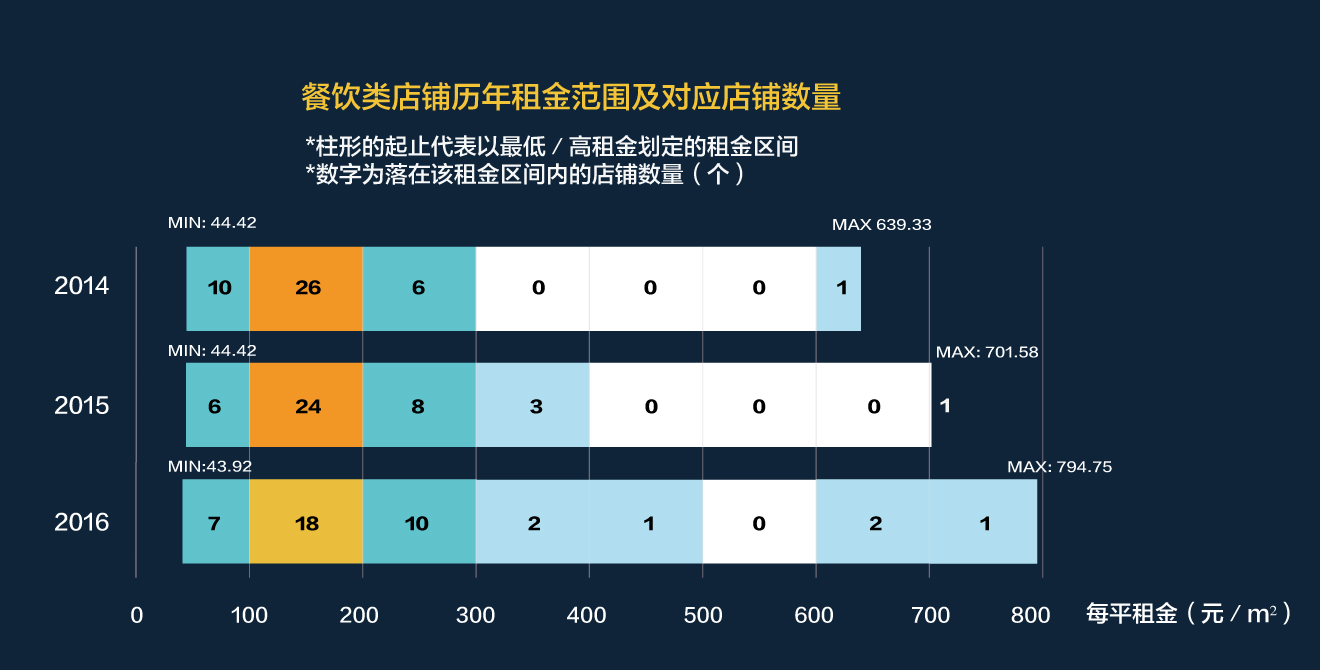 餐饮类店铺历年租金范围及对应店铺数量
*柱形的起止代表以最低 / 高租金划定的租金区间
*数字为落在该租金区间内的店铺数量（个）
MIN: 44.42
MAX 639.33
2014
10
26
6
0
0
0
1
MIN: 44.42
MAX: 701.58
2015
6
24
8
3
0
0
0
1
MIN:43.92
MAX: 794.75
2016
7
18
10
2
1
0
2
1
0 100 200 300 400 500 600 700 800 每平租金（元 / m²）